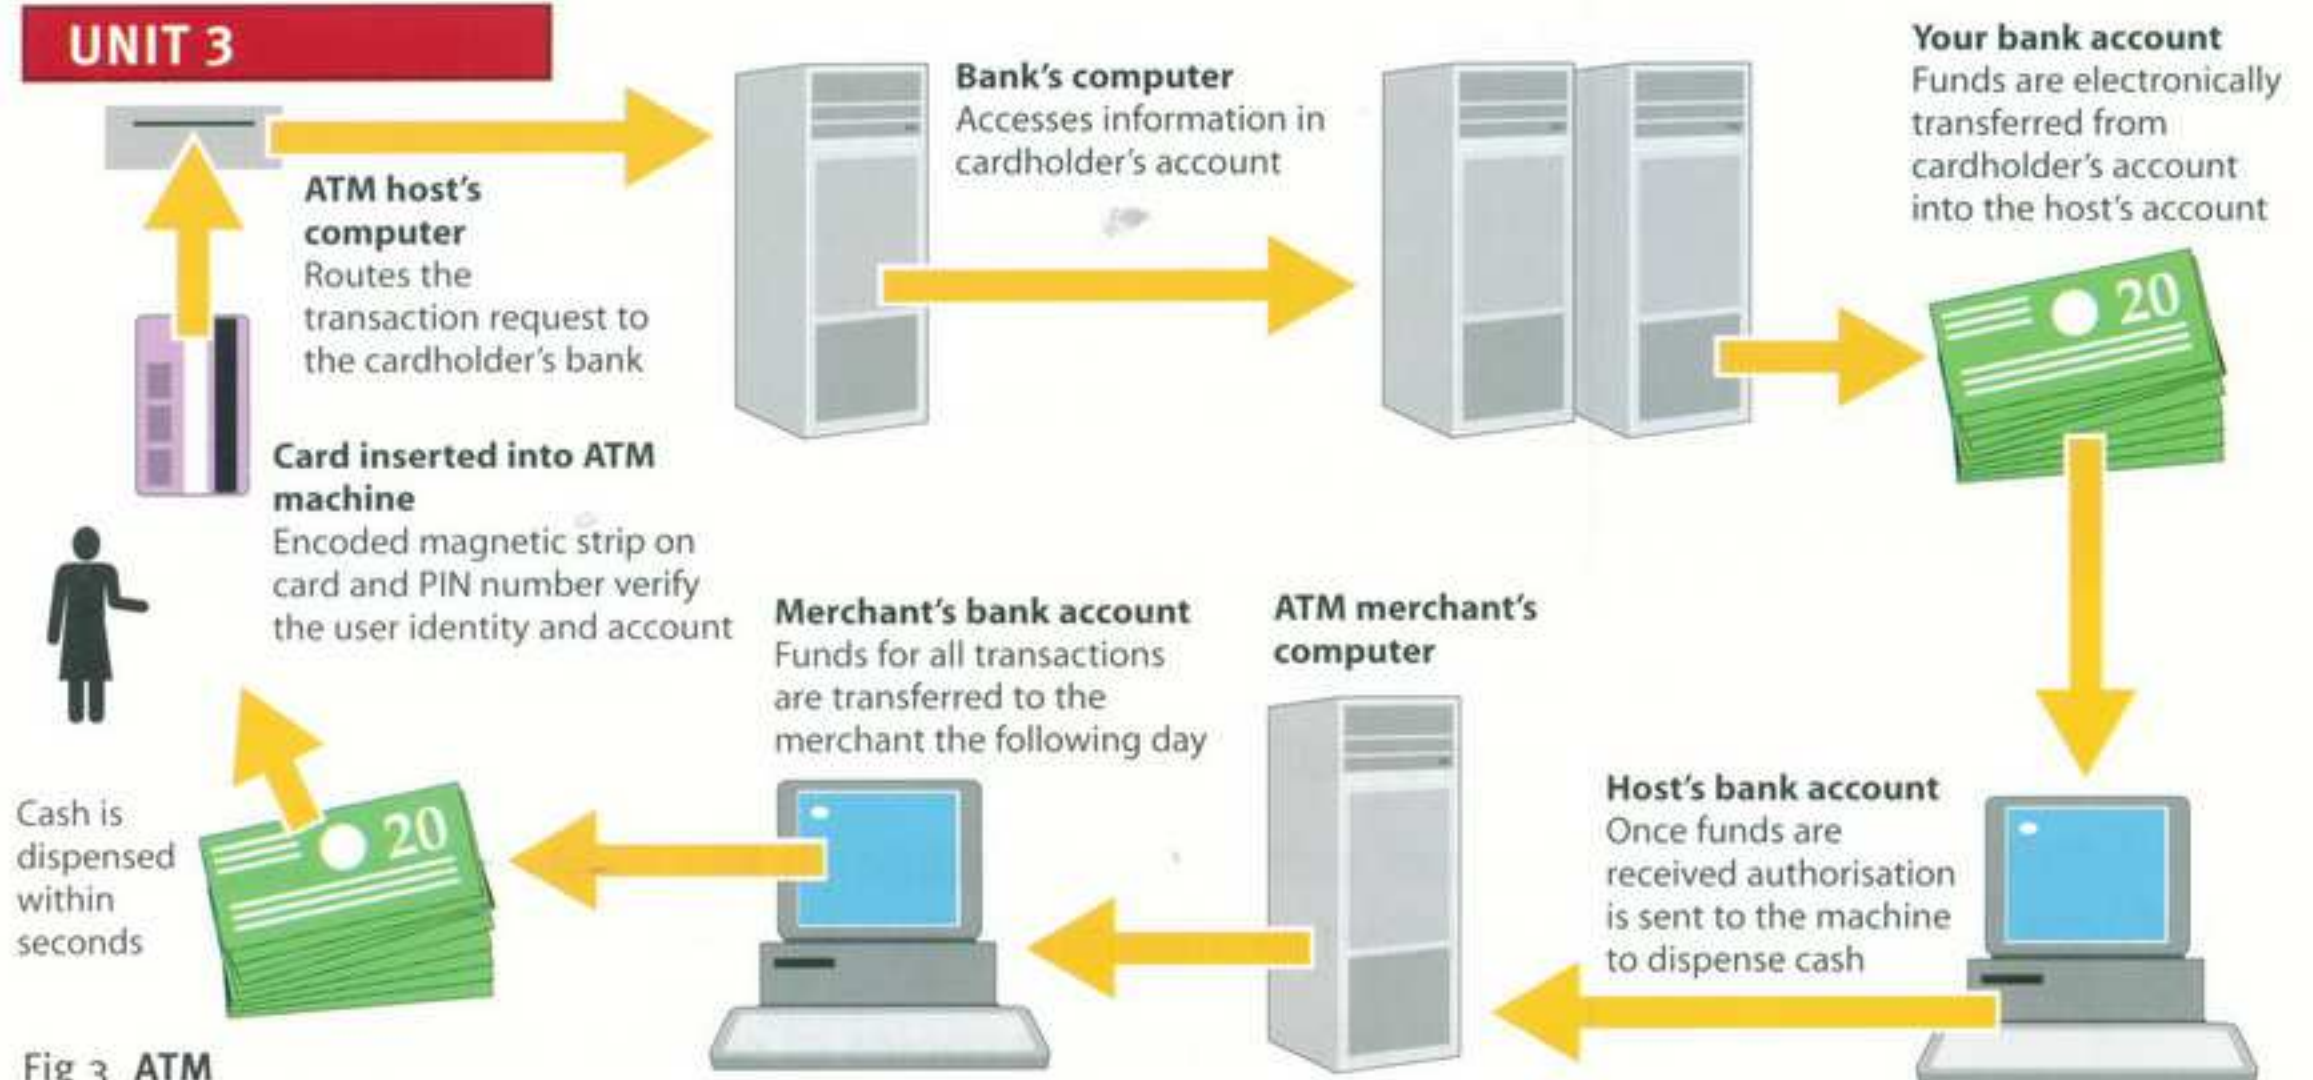 UNIT 3
ATM host's
computer
Routes the
transaction request to
the cardholder's bank
Bank's computer
Accesses information in
cardholder's account
Your bank account
Funds are electronically
transferred from
cardholder's account
into the host's account
20
Card inserted into ATM
machine
Encoded magnetic strip on
card and PIN number verify
the user identity and account
Merchant's bank account
Funds for all transactions
are transferred to the
merchant the following day
ATM merchant's
computer
Host's bank account
Once funds are
received authorisation
is sent to the machine
to dispense cash
Cash is
dispensed
within
seconds
20
Fig 3 ATM